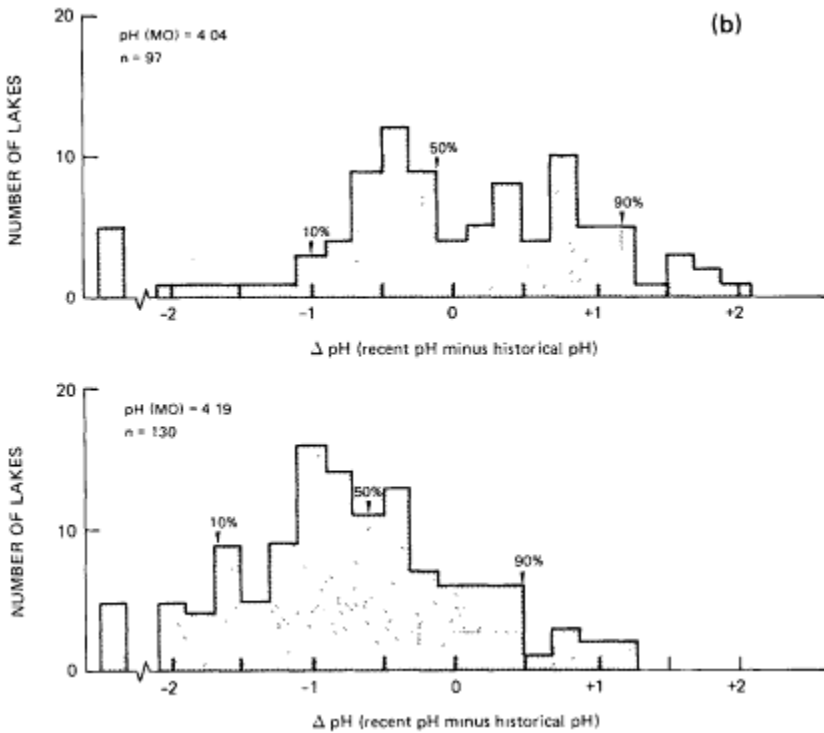 (b)
pH (MO) = 4 04
n = 97
NUMBER OF LAKES
20
10
0
10%
50%
90%
-2
-1
0
+1
+2
Δ pH (recent pH minus historical pH)
pH (MO) = 4 19
n = 130
NUMBER OF LAKES
20
10
0
10%
50%
90%
-2
-1
0
+1
+2
Δ pH (recent pH minus historical pH)